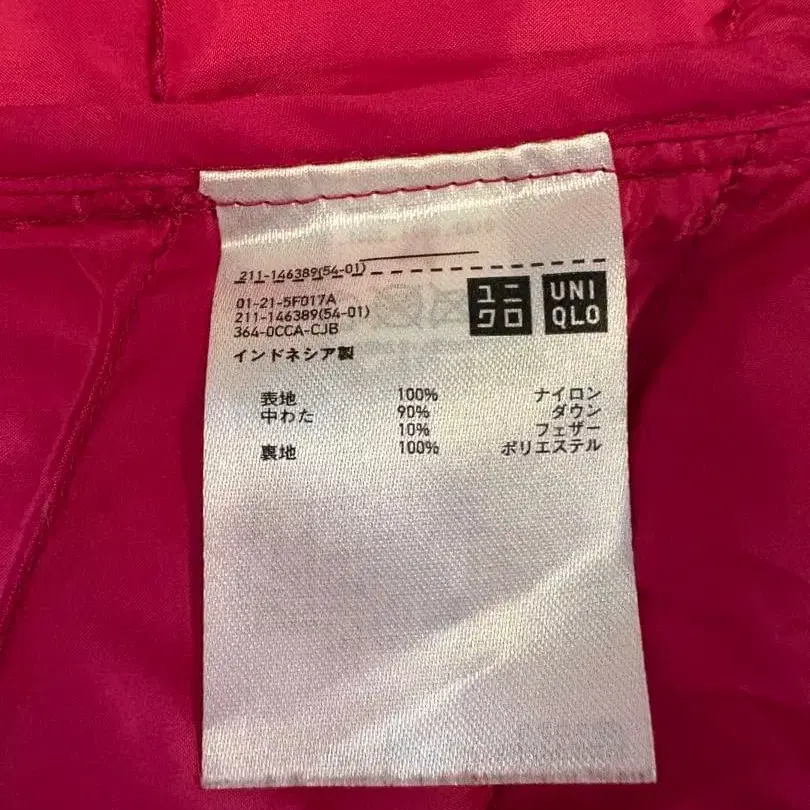 211-146389(54-01)
01-21-5F017A
211-146389(54-01)
364-0CCA-CJB
インドネシア製
ユニ
クロ
UNI
QLO
表地 100% ナイロン
中わた 90% ダウン
10% フェザー
裏地 100% ポリエステル